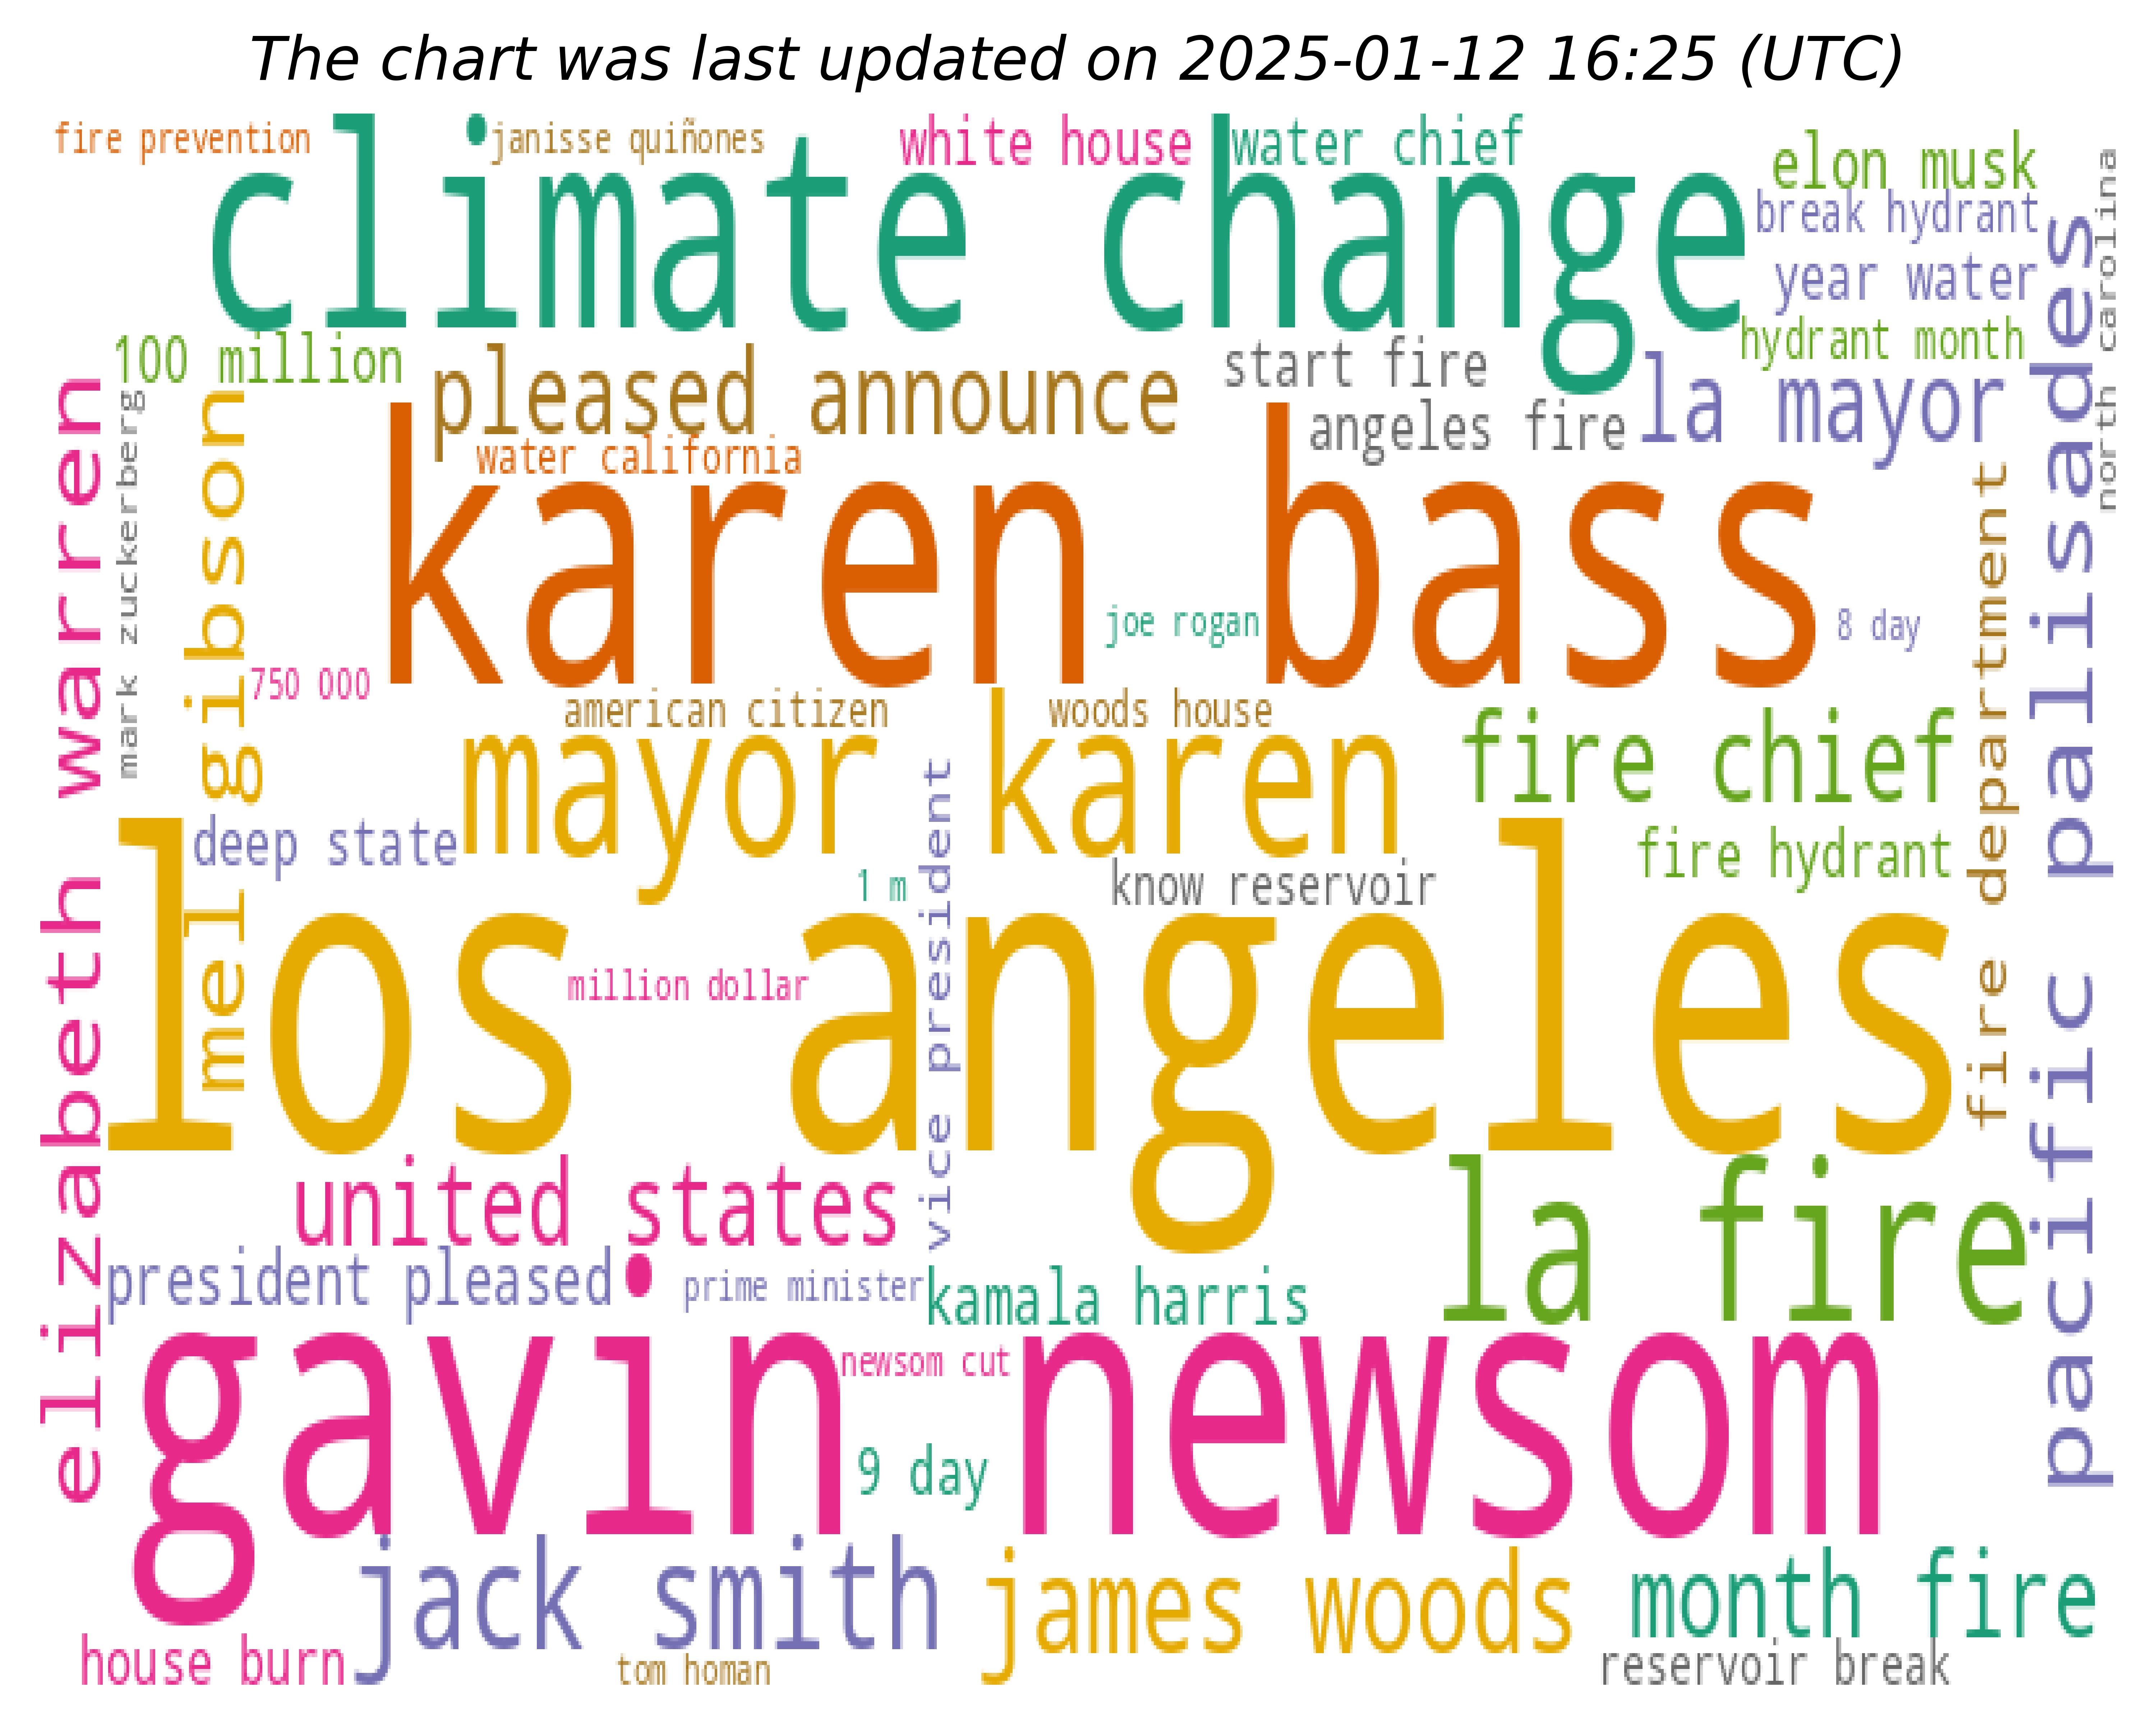 The chart was last updated on 2025-01-12 16:25 (UTC)
fire prevention
janisse quiñones
white house
water chief
elon musk
climate change
break hydrant
year water
north carolina
hydrant month
100 million
pleased announce
start fire
la mayor
angeles fire
water california
elizabeth warren
mark zuckerberg
mel gibson
karen bass
joe rogan
8 day
750 000
american citizen
woods house
mayor karen
fire chief
fire department
pacific palisades
deep state
fire hydrant
1 m
know reservoir
vice president
los angeles
million dollar
united states
la fire
president pleased
prime minister
kamala harris
gavin newsom
newsom cut
9 day
jack smith
james woods
month fire
house burn
tom homan
reservoir break